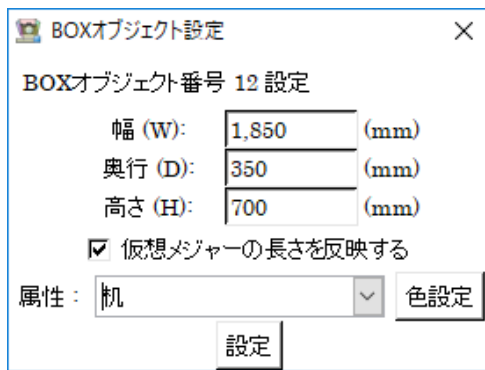 BOXオブジェクト設定
BOXオブジェクト番号 12 設定
幅 (W): 1,850 (mm)
奥行 (D): 350 (mm)
高さ (H): 700 (mm)
仮想メジャーの長さを反映する
属性： 机 色設定
設定